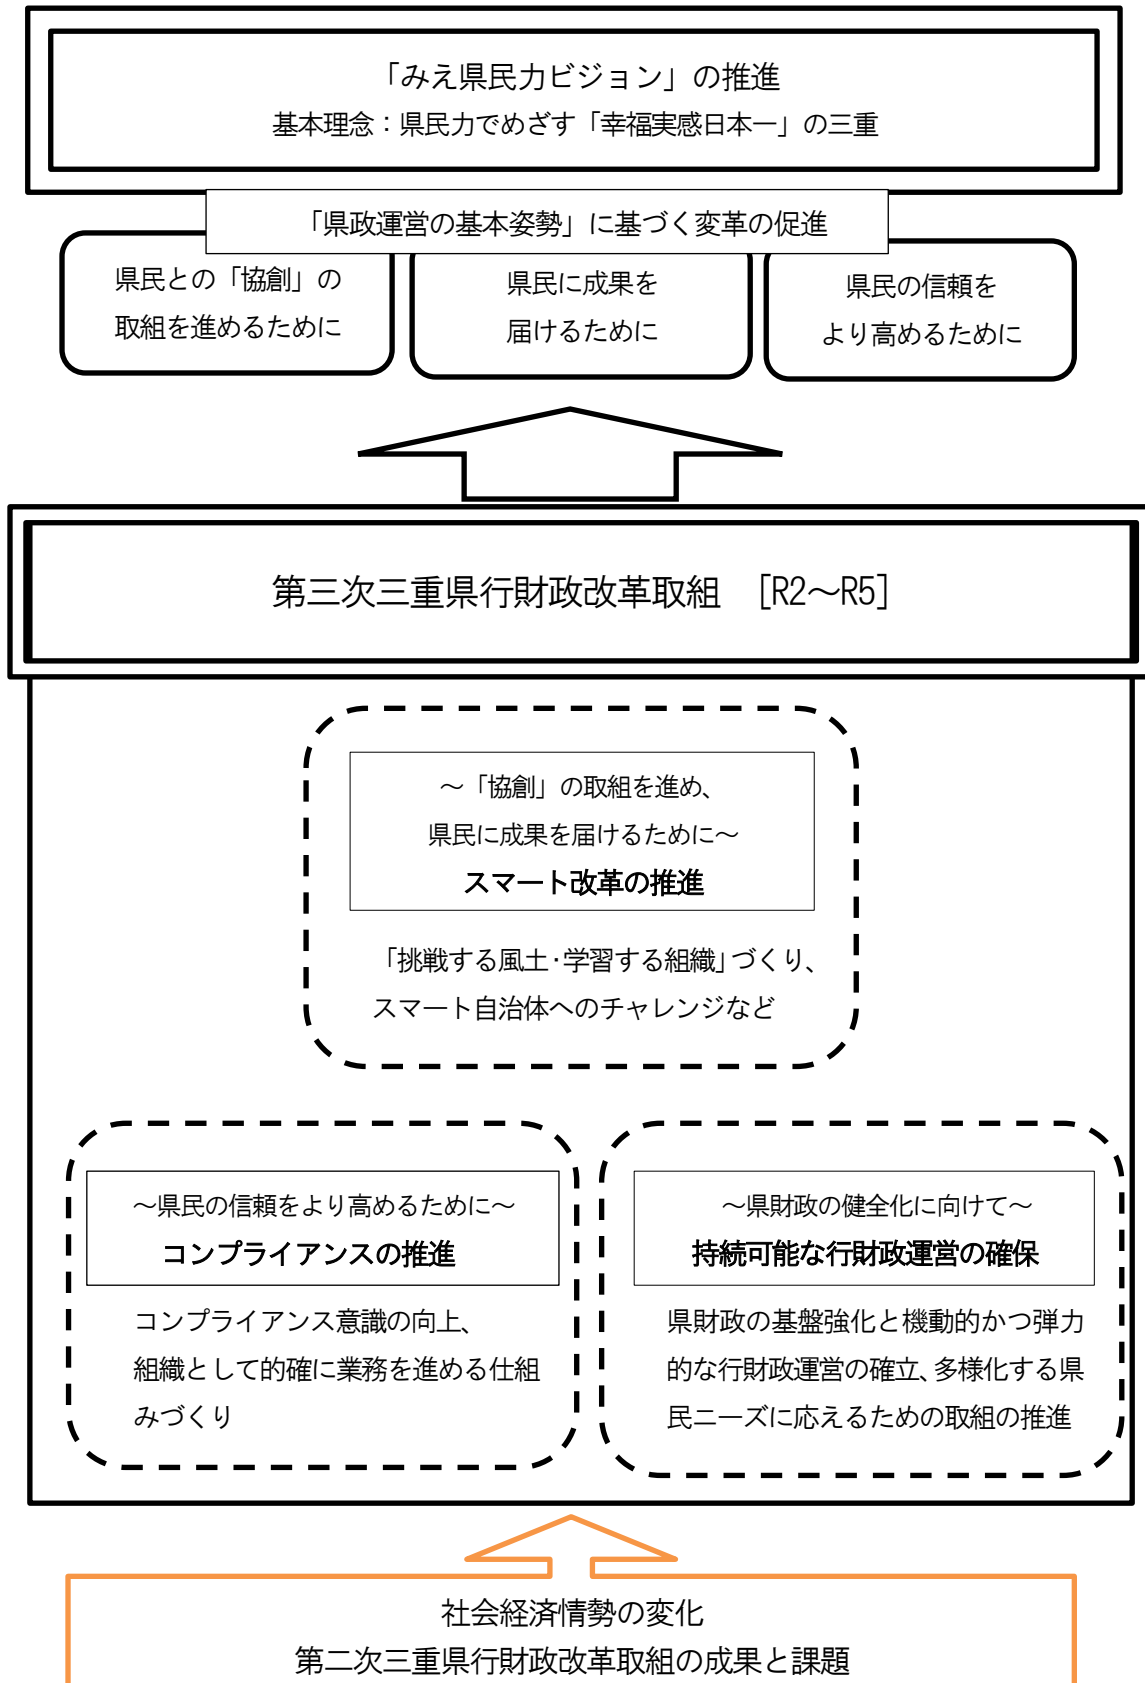 「みえ県民力ビジョン」の推進
基本理念：県民力でめざす「幸福実感日本一」の三重
「県政運営の基本姿勢」に基づく変革の促進
県民との「協創」の
取組を進めるために
県民に成果を
届けるために
県民の信頼を
より高めるために
第三次三重県行財政改革取組　[R2～R5]
～「協創」の取組を進め、
県民に成果を届けるために～
スマート改革の推進
「挑戦する風土・学習する組織」づくり、
スマート自治体へのチャレンジなど
～県民の信頼をより高めるために～
コンプライアンスの推進
コンプライアンス意識の向上、
組織として的確に業務を進める仕組
みづくり
～県財政の健全化に向けて～
持続可能な行財政運営の確保
県財政の基盤強化と機動的かつ弾力
的な行財政運営の確立、多様化する県
民ニーズに応えるための取組の推進
社会経済情勢の変化
第二次三重県行財政改革取組の成果と課題